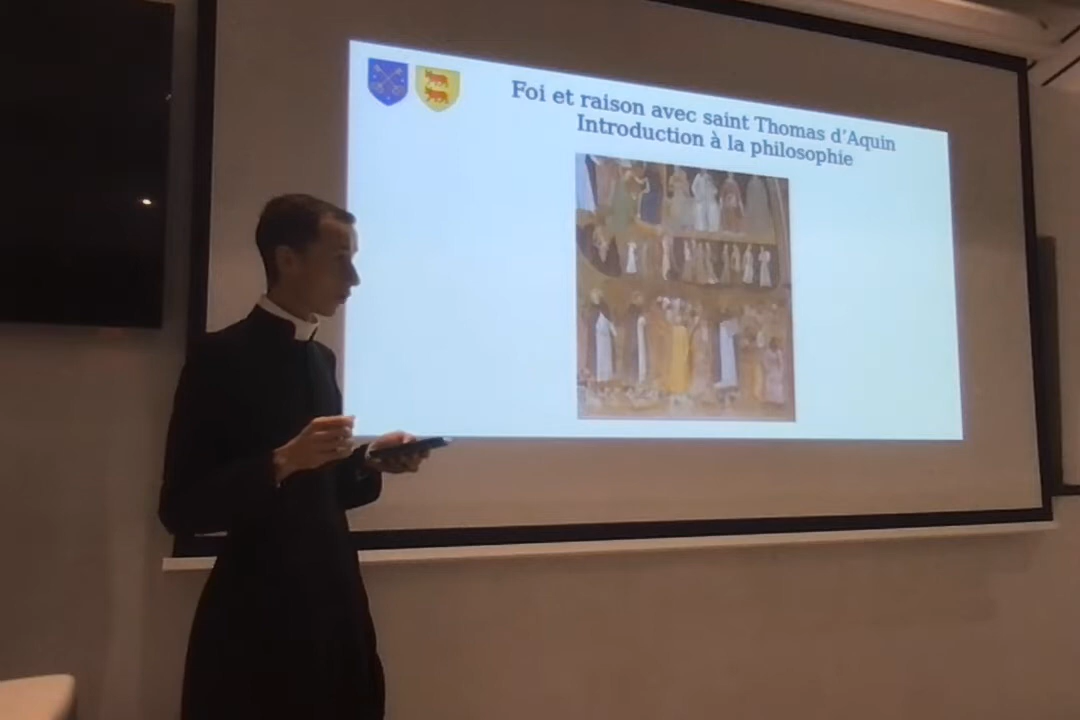 Foi et raison avec saint Thomas d'Aquin
Introduction à la philosophie